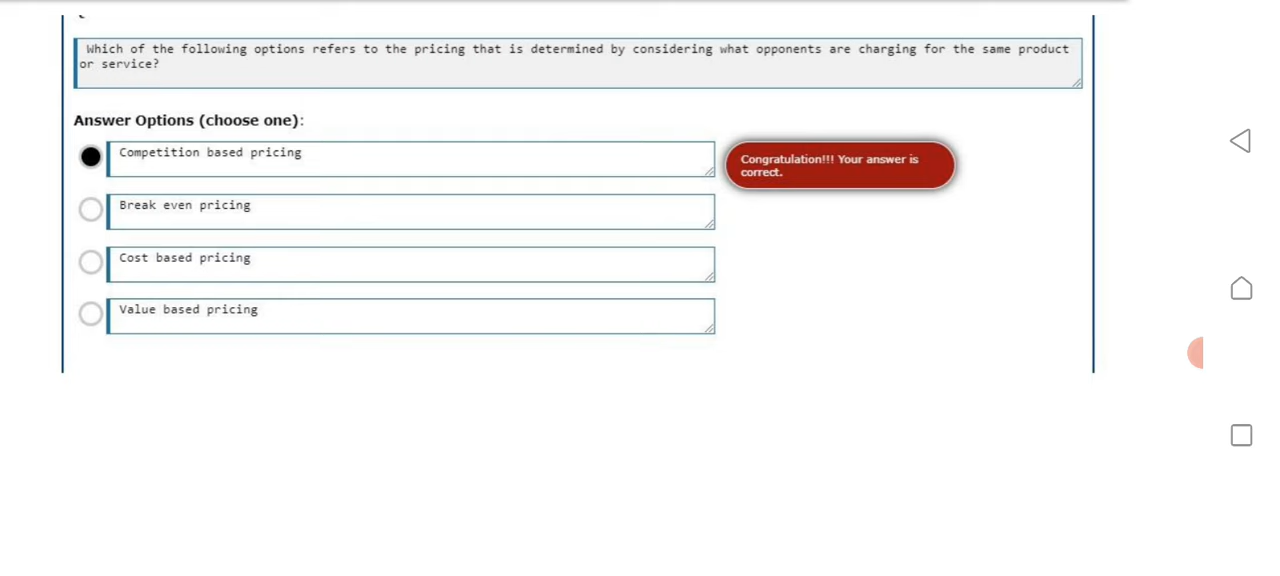 Which of the following options refers to the pricing that is determined by considering what opponents are charging for the same product
or service?
Answer Options (choose one):
Competition based pricing
Congratulation!!! Your answer is
correct.
Break even pricing
Cost based pricing
Value based pricing